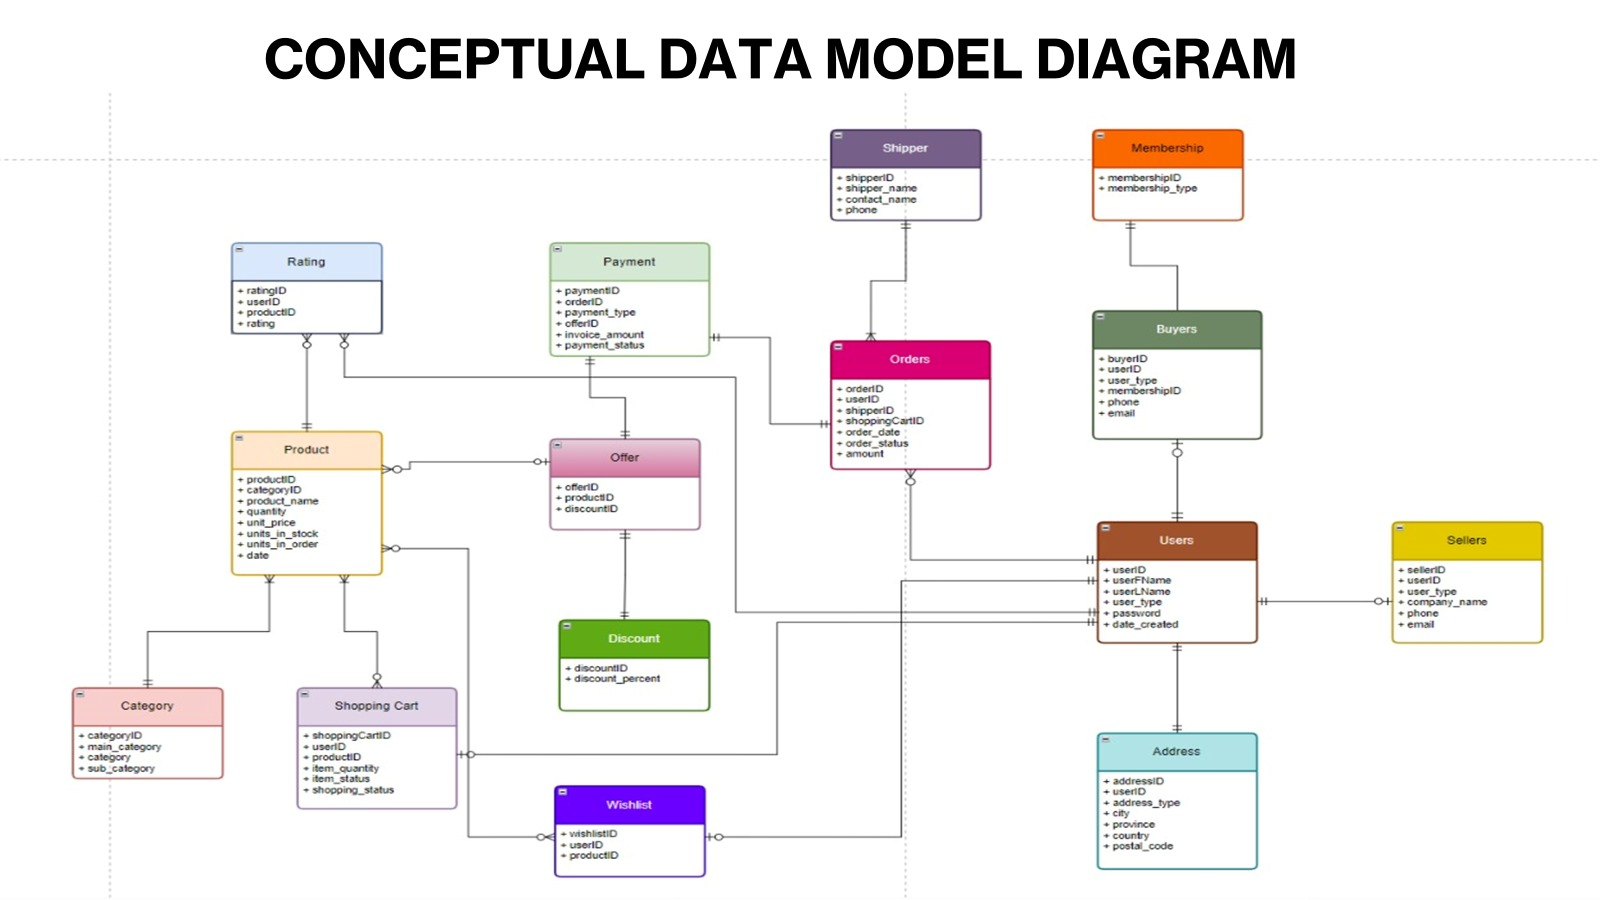 CONCEPTUAL DATA MODEL DIAGRAM
Shipper
+ shipperID
+ shipper_name
+ contact_name
+ phone
Membership
+ membershipID
+ membership_type
Rating
+ ratingID
+ userID
+ productID
+ rating
Payment
+ paymentID
+ orderID
+ payment_type
+ offerID
+ invoice_amount
+ payment_status
Orders
+ orderID
+ userID
+ shipperID
+ shoppingCartID
+ order_date
+ order_status
+ amount
Buyers
+ buyerID
+ userID
+ user_type
+ membershipID
+ phone
+ email
Product
+ productID
+ categoryID
+ product_name
+ quantity
+ unit_price
+ units_in_stock
+ units_in_order
+ date
Offer
+ offerID
+ productID
+ discountID
Users
+ userID
+ userFName
+ userLName
+ user_type
+ password
+ date_created
Sellers
+ sellerID
+ userID
+ user_type
+ company_name
+ phone
+ email
Discount
+ discountID
+ discount_percent
Category
+ categoryID
+ main_category
+ category
+ sub_category
Shopping Cart
+ shoppingCartID
+ userID
+ productID
+ item_quantity
+ item_status
+ shopping_status
Wishlist
+ wishlistID
+ userID
+ productID
Address
+ addressID
+ userID
+ address_type
+ city
+ province
+ country
+ postal_code